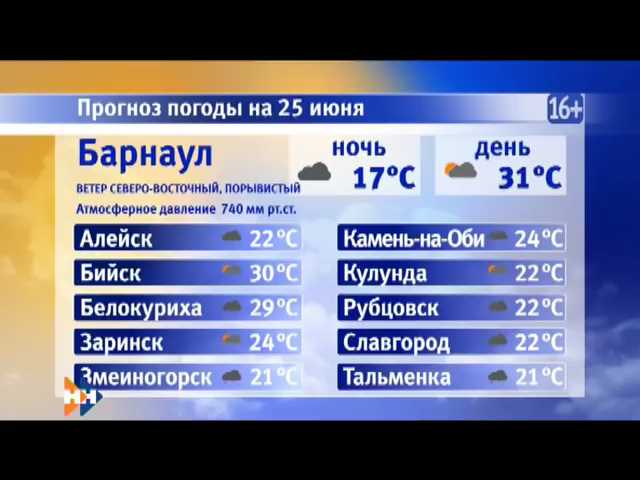 Прогноз погоды на 25 июня
16+
Барнаул
ночь
17°C
день
31°C
ВЕТЕР СЕВЕРО-ВОСТОЧНЫЙ, ПОРЫВИСТЫЙ
Атмосферное давление 740 мм рт.ст.
Алейск 22°C
Бийск 30°C
Белокуриха 29°C
Заринск 24°C
Змеиногорск 21°C
Камень-на-Оби 24°C
Кулунда 22°C
Рубцовск 22°C
Славгород 22°C
Тальменка 21°C
НН